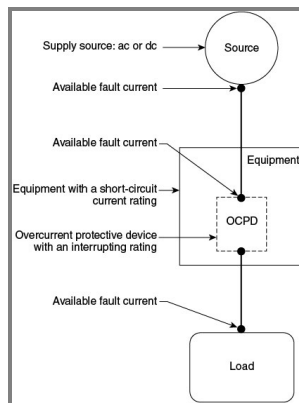 Supply source: ac or dc
Source
Available fault current
Available fault current
Equipment
Equipment with a short-circuit
current rating
OCPD
Overcurrent protective device
with an interrupting rating
Available fault current
Load